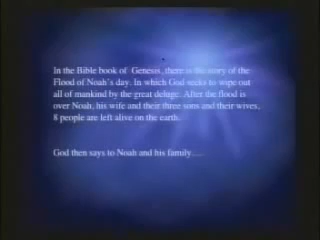 In the Bible book of Genesis, there is the story of the
Flood of Noah's day. In which God seeks to wipe out
all of mankind by the great deluge. After the flood is
over Noah, his wife and their three sons and their wives,
8 people are left alive on the earth.
God then says to Noah and his family....